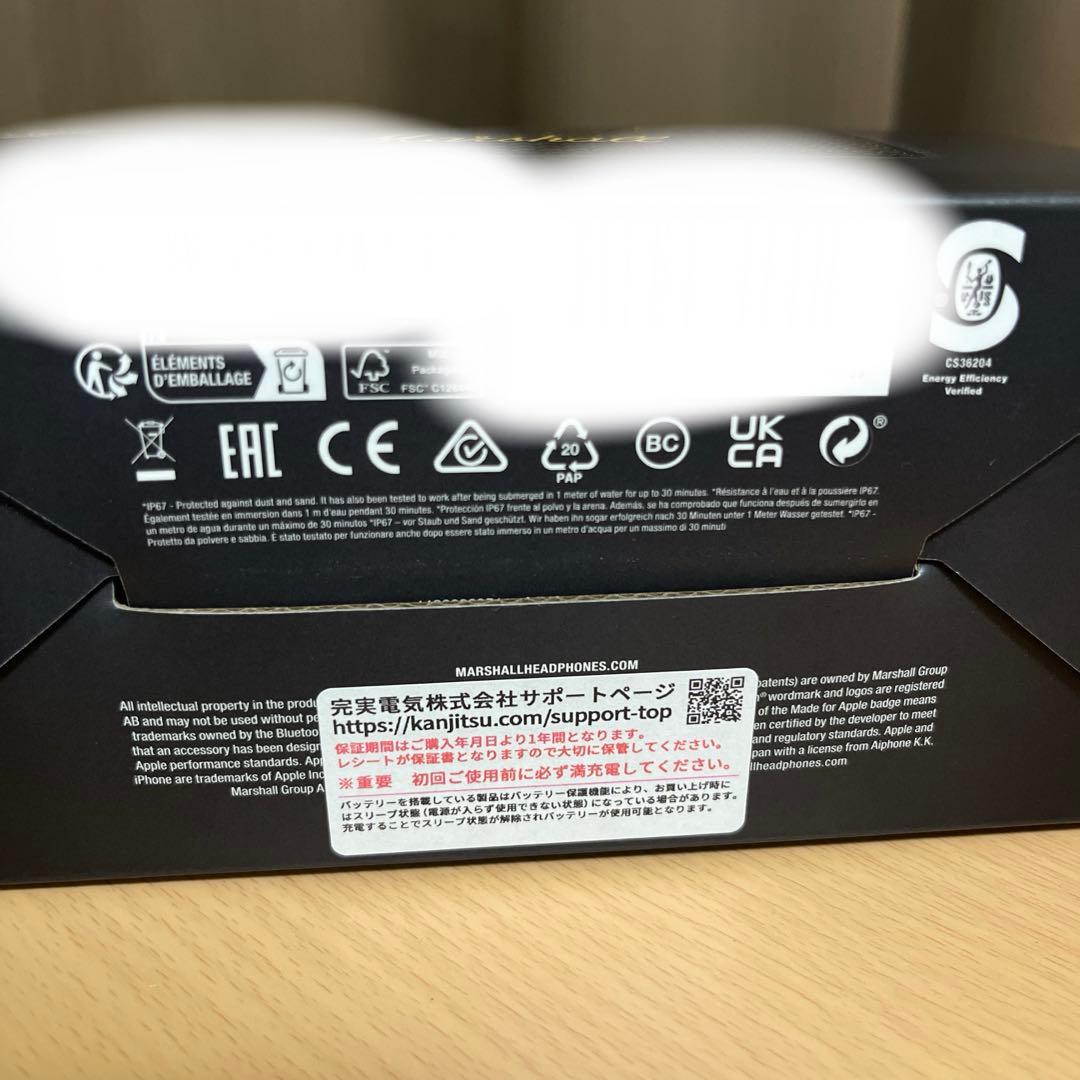 Marshall
ÉLÉMENTS
D'EMBALLAGE
FSC
CS36204
Energy Efficiency
Verified
EAC
CE
20
PAP
BC
UK
CA
®
*IP67 - Protected against dust and sand. It has also been tested to work after being submerged in 1 meter of water for up to 30 minutes. *Résistance à l'eau et à la poussière IP67.
Également testée en immersion dans 1 m d'eau pendant 30 minutes. *Protección IP67 frente al polvo y la arena. Además, se ha comprobado que funciona después de sumergirlo en
un metro de agua durante un máximo de 30 minutos *IP67 – vor Staub und Sand geschützt. Wir haben ihn sogar erfolgreich nach 30 Minuten unter 1 Meter Wasser getestet. *IP67 -
Protetto da polvere e sabbia. È stato testato per funzionare anche dopo essere stato immerso in un metro d'acqua per un massimo di 30 minuti
MARSHALLHEADPHONES.COM
All intellectual property in the patents) are owned by Marshall Group
AB and may not be used without wordmark and logos are registered
trademarks owned by the of the Made for Apple badge means
that an accessory has been certified by the developer to meet
Apple performance standards. and regulatory standards. Apple and
iPhone are trademarks of Apple with a license from Aiphone K.K.
Marshall Group
完実電気株式会社サポートページ
https://kanjitsu.com/support-top
保証期間はご購入年月日より1年間となります。
レシートが保証書となりますので大切に保管してください。
※重要 初回ご使用前に必ず満充電してください。
バッテリーを搭載している製品はバッテリー保護機能により、お買い上げ時に
はスリープ状態(電源が入らず使用できない状態)になっている場合があります。
充電することでスリープ状態が解除されバッテリーが使用可能となります。